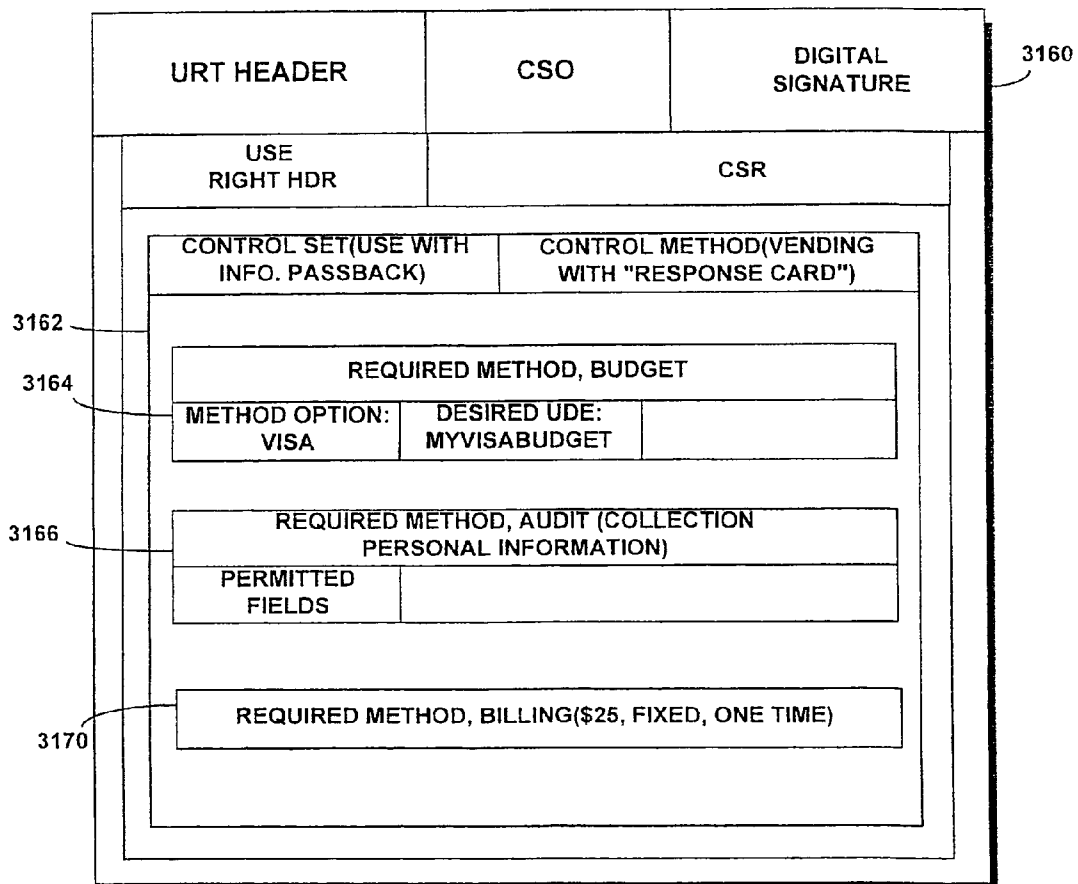 URT HEADER
CSO
DIGITAL
SIGNATURE
3160
USE
RIGHT HDR
CSR
CONTROL SET(USE WITH
INFO. PASSBACK)
CONTROL METHOD(VENDING
WITH "RESPONSE CARD")
3162
REQUIRED METHOD, BUDGET
3164
METHOD OPTION:
VISA
DESIRED UDE:
MYVISABUDGET
3166
REQUIRED METHOD, AUDIT (COLLECTION
PERSONAL INFORMATION)
PERMITTED
FIELDS
REQUIRED METHOD, BILLING($25, FIXED, ONE TIME)
3170